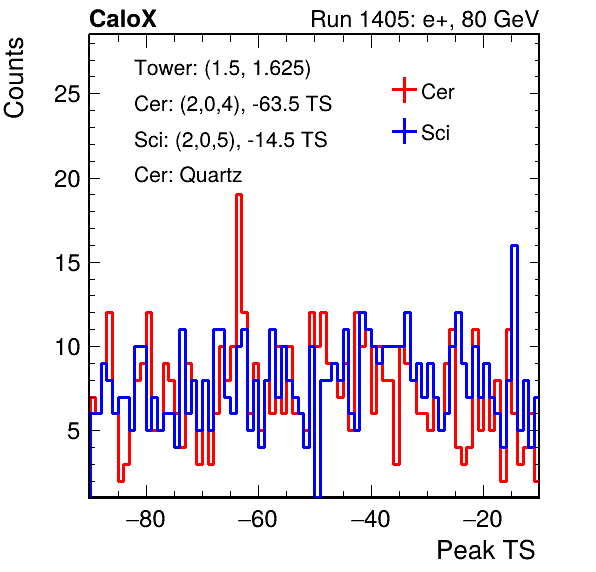 CaloX Run 1405: e+, 80 GeV
Counts
Tower: (1.5, 1.625)
Cer: (2,0,4), -63.5 TS
Sci: (2,0,5), -14.5 TS
Cer: Quartz
Cer
Sci
25
20
15
10
5
−80 −60 −40 −20
Peak TS